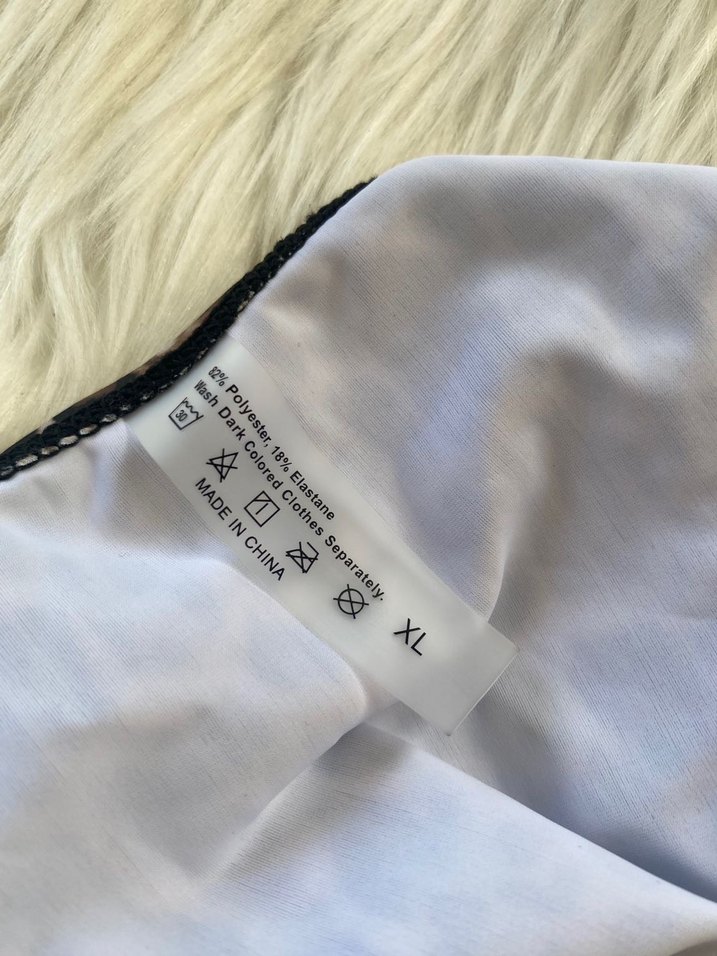 82% Polyester, 18% Elastane
Wash Dark Colored Clothes Separately.
30
MADE IN CHINA
XL